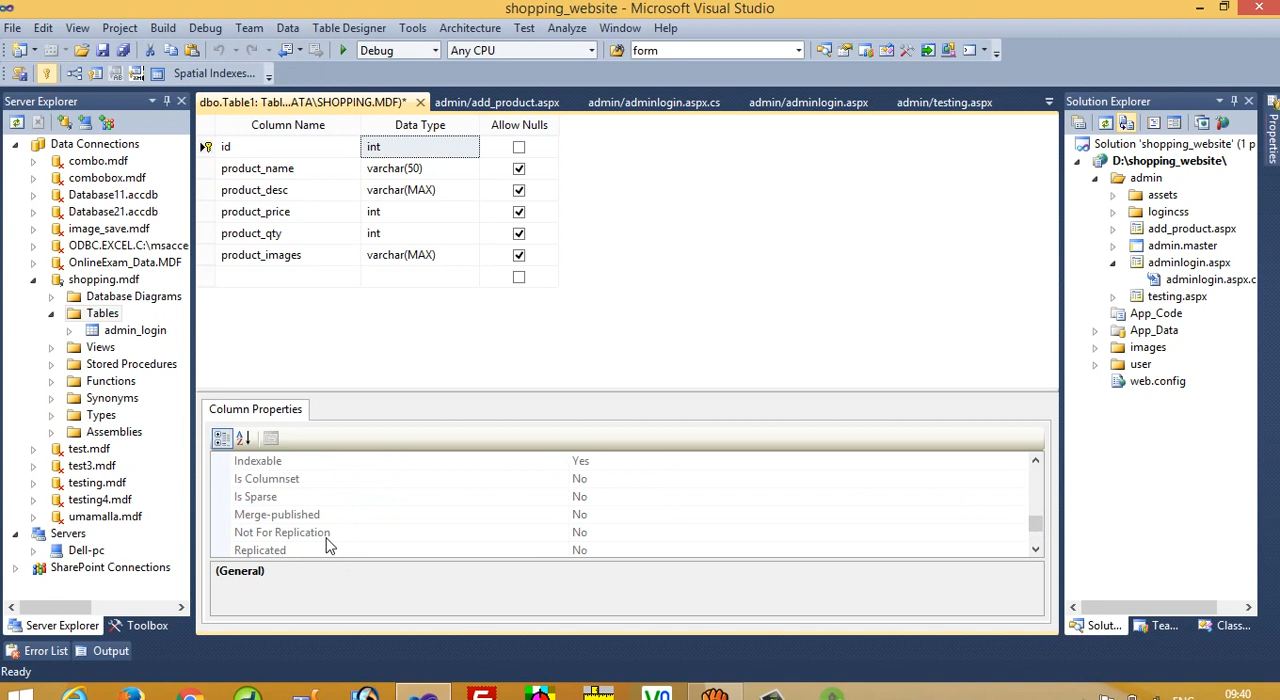 shopping_website - Microsoft Visual Studio
File Edit View Project Build Debug Team Data Table Designer Tools Architecture Test Analyze Window Help
Debug Any CPU form
Spatial Indexes...
Server Explorer
Data Connections
combo.mdf
combobox.mdf
Database11.accdb
Database21.accdb
image_save.mdf
ODBC.EXCEL.C:\msacce
OnlineExam_Data.MDF
shopping.mdf
Database Diagrams
Tables
admin_login
Views
Stored Procedures
Functions
Synonyms
Types
Assemblies
test.mdf
test3.mdf
testing.mdf
testing4.mdf
umamalla.mdf
Servers
Dell-pc
SharePoint Connections
Server Explorer Toolbox
dbo.Table1: Tabl...ATA\SHOPPING.MDF)* admin/add_product.aspx admin/adminlogin.aspx.cs admin/adminlogin.aspx admin/testing.aspx
Column Name Data Type Allow Nulls
id int
product_name varchar(50)
product_desc varchar(MAX)
product_price int
product_qty int
product_images varchar(MAX)
Column Properties
Indexable Yes
Is Columnset No
Is Sparse No
Merge-published No
Not For Replication No
Replicated No
(General)
Solution Explorer
Solution 'shopping_website' (1 p
D:\shopping_website\
admin
assets
logincss
add_product.aspx
admin.master
adminlogin.aspx
adminlogin.aspx.c
testing.aspx
App_Code
App_Data
images
user
web.config
Solut... Tea... Class...
Properties
Error List Output
Ready
09:40